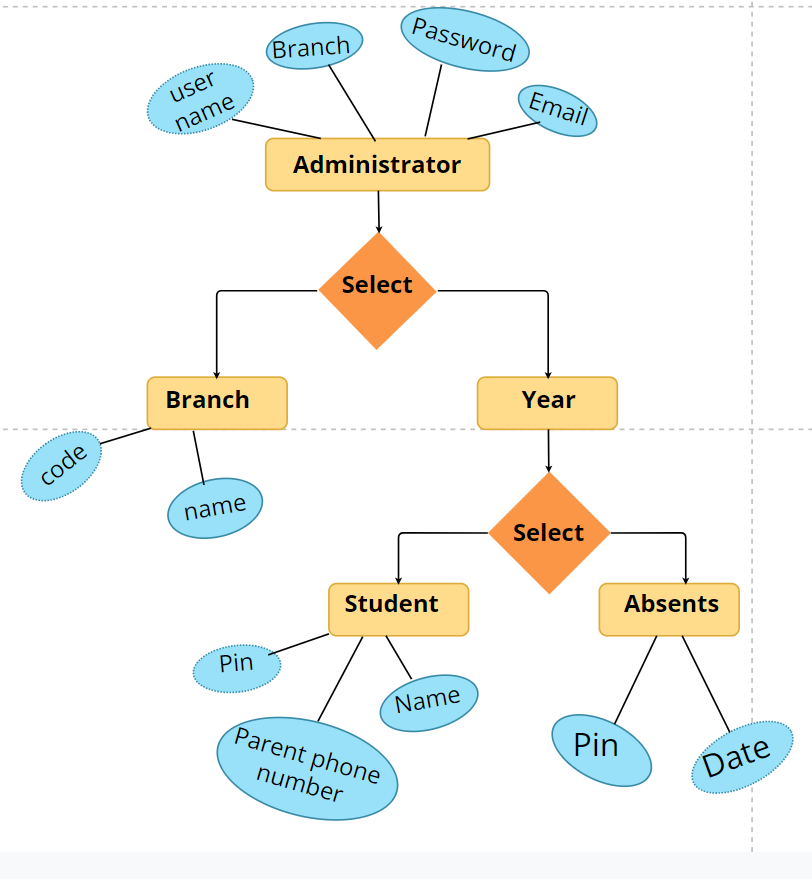 user
name
Branch
Password
Email
Administrator
Select
Branch
Year
code
name
Select
Student
Absents
Pin
Name
Parent phone
number
Pin
Date